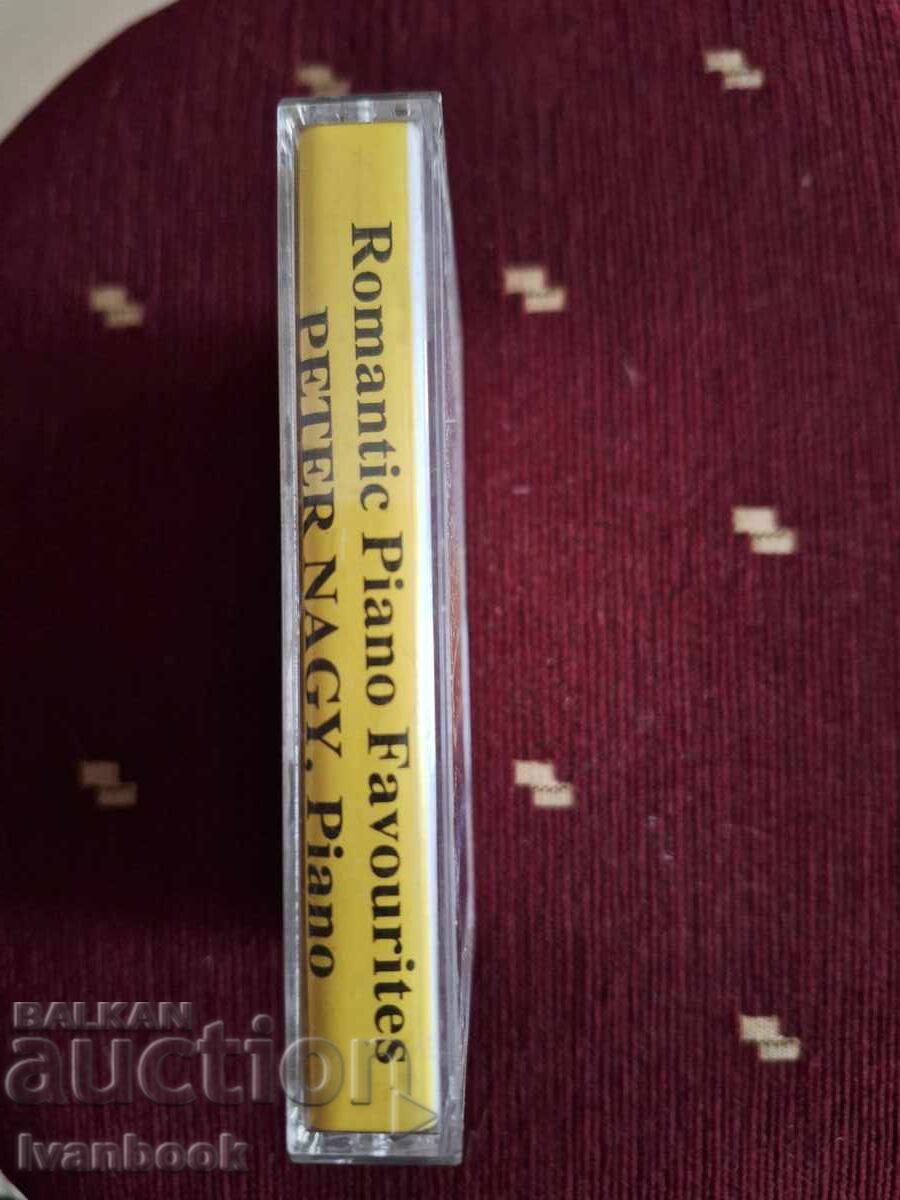 Romantic Piano Favourites
PETER NAGY, Piano
BALKAN
auction
Ivanbook